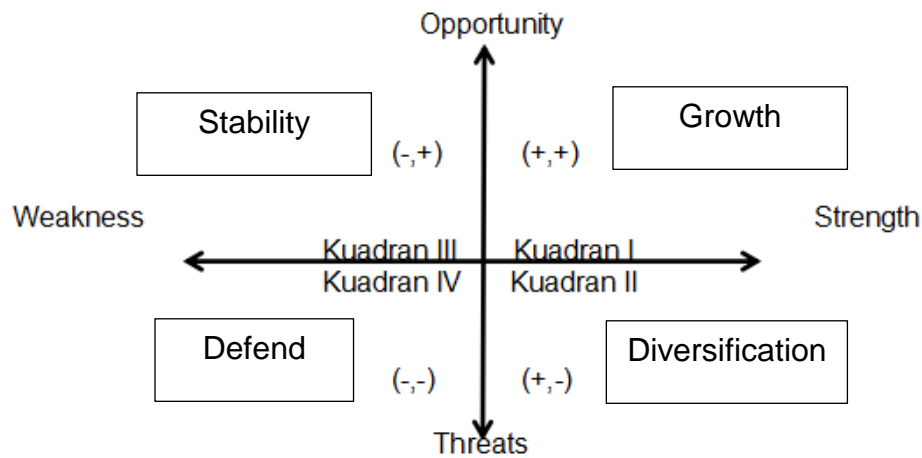 Opportunity
Stability
Growth
(-,+)
(+,+)
Weakness
Strength
Kuadran III
Kuadran I
Kuadran IV
Kuadran II
Defend
Diversification
(-,-)
(+,-)
Threats